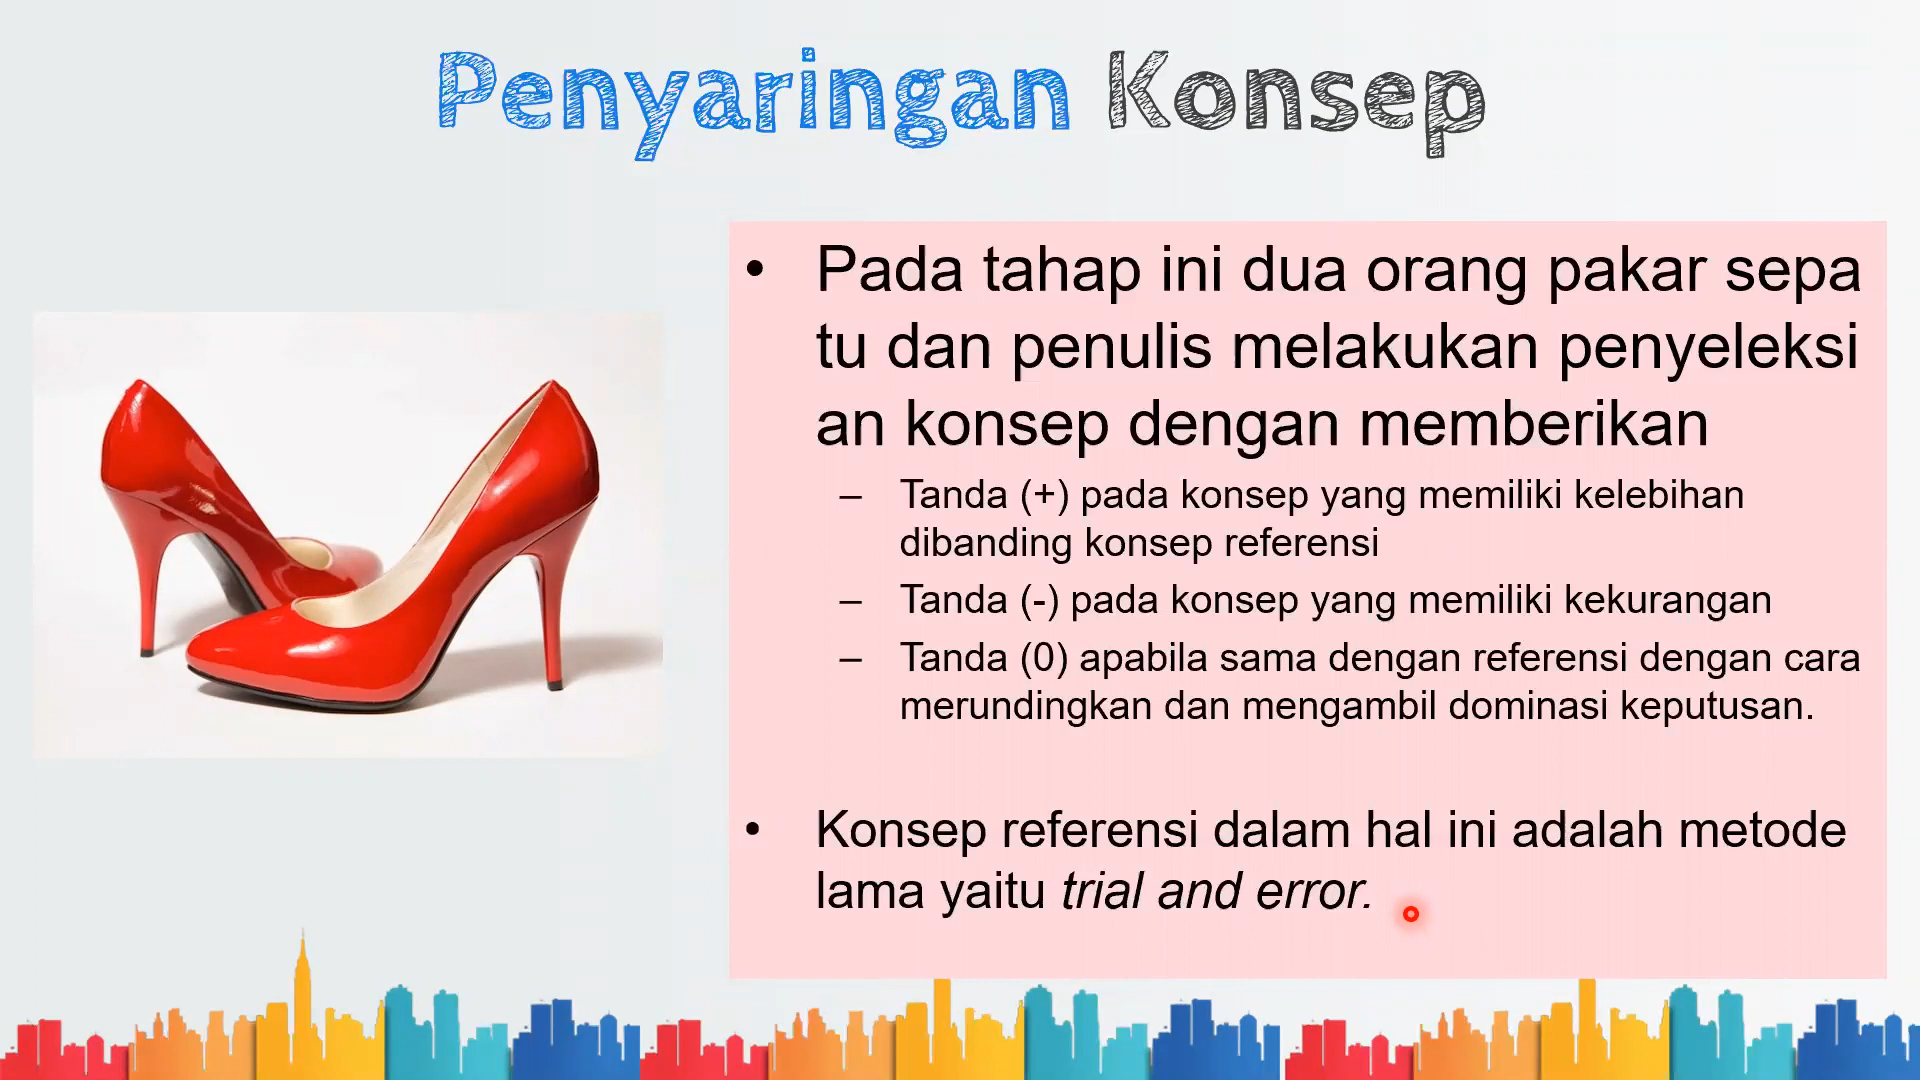 Penyaringan Konsep
• Pada tahap ini dua orang pakar sepa
tu dan penulis melakukan penyeleksi
an konsep dengan memberikan
– Tanda (+) pada konsep yang memiliki kelebihan
dibanding konsep referensi
– Tanda (-) pada konsep yang memiliki kekurangan
– Tanda (0) apabila sama dengan referensi dengan cara
merundingkan dan mengambil dominasi keputusan.
• Konsep referensi dalam hal ini adalah metode
lama yaitu trial and error.